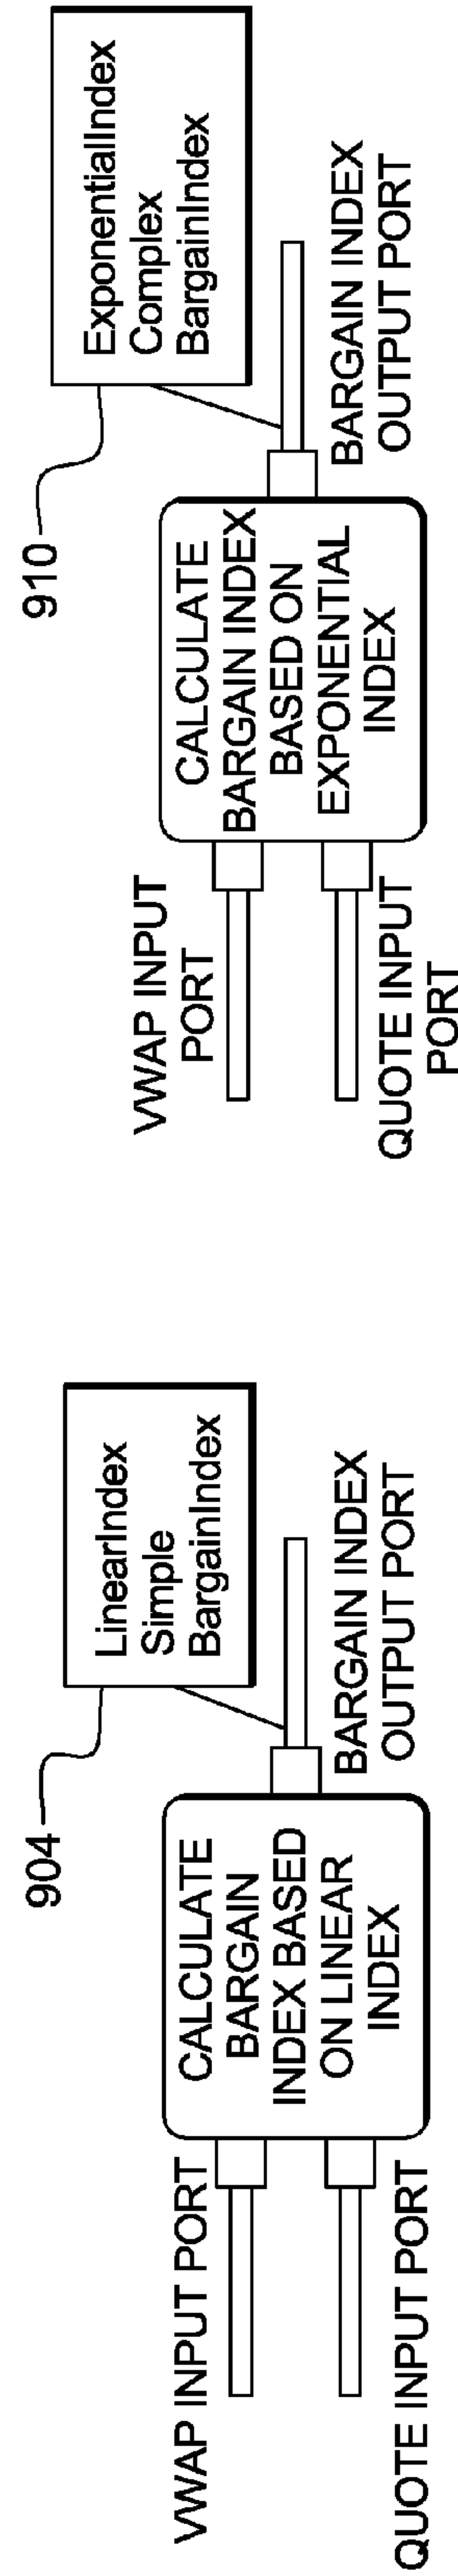 904
LinearIndex
Simple
BargainIndex
VWAP INPUT PORT
CALCULATE
BARGAIN
INDEX BASED
ON LINEAR
INDEX
BARGAIN INDEX
OUTPUT PORT
QUOTE INPUT PORT
910
ExponentialIndex
Complex
BargainIndex
VWAP INPUT
PORT
CALCULATE
BARGAIN INDEX
BASED ON
EXPONENTIAL
INDEX
BARGAIN INDEX
OUTPUT PORT
QUOTE INPUT
PORT